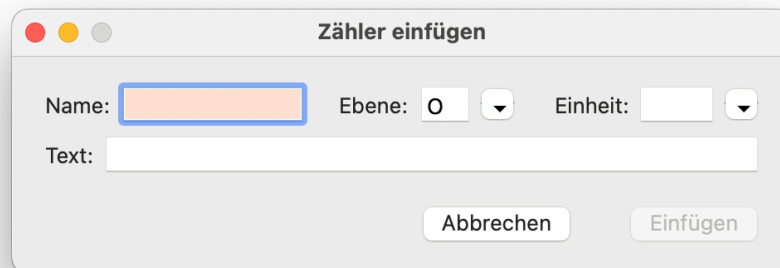 Zähler einfügen
Name: Ebene: O Einheit:
Text:
Abbrechen Einfügen